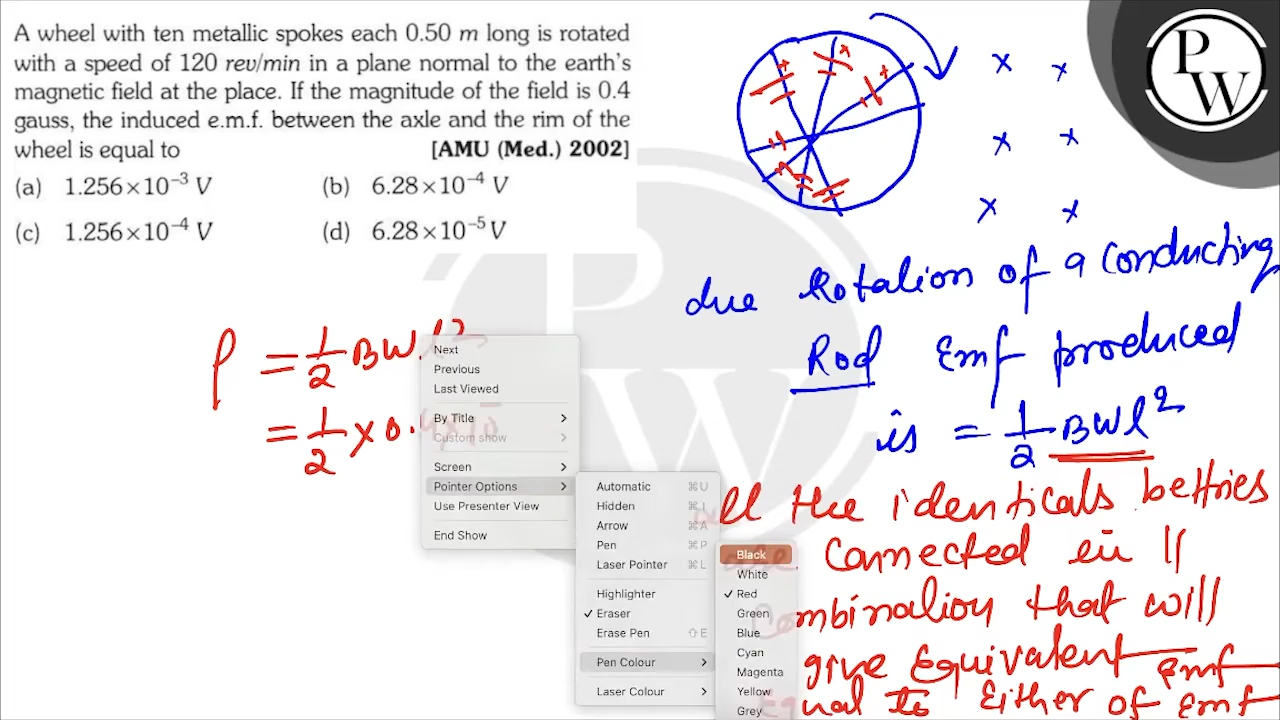 A wheel with ten metallic spokes each 0.50 m long is rotated
with a speed of 120 rev/min in a plane normal to the earth's
magnetic field at the place. If the magnitude of the field is 0.4
gauss, the induced e.m.f. between the axle and the rim of the
wheel is equal to [AMU (Med.) 2002]
(a) 1.256×10⁻³ V (b) 6.28×10⁻⁴ V
(c) 1.256×10⁻⁴ V (d) 6.28×10⁻⁵ V
PW
× ×
× ×
× ×
due Rotation of a conducting
Rod Emf produced
is = 1/2 BWl²
all the identicals bettries
are connected in ||
Combination that will
give Equivalent Emf
Equal to Either of Emf
= 1/2 BW l²
= 1/2 × 0.4×10
Next
Previous
Last Viewed
By Title
Custom show
Screen
Pointer Options
Use Presenter View
End Show
Automatic ⌘U
Hidden ⌘I
Arrow ⌘A
Pen ⌘P
Laser Pointer ⌘L
Highlighter
✓ Eraser
Erase Pen ⇧E
Pen Colour
Laser Colour
Black
White
✓ Red
Green
Blue
Cyan
Magenta
Yellow
Grey